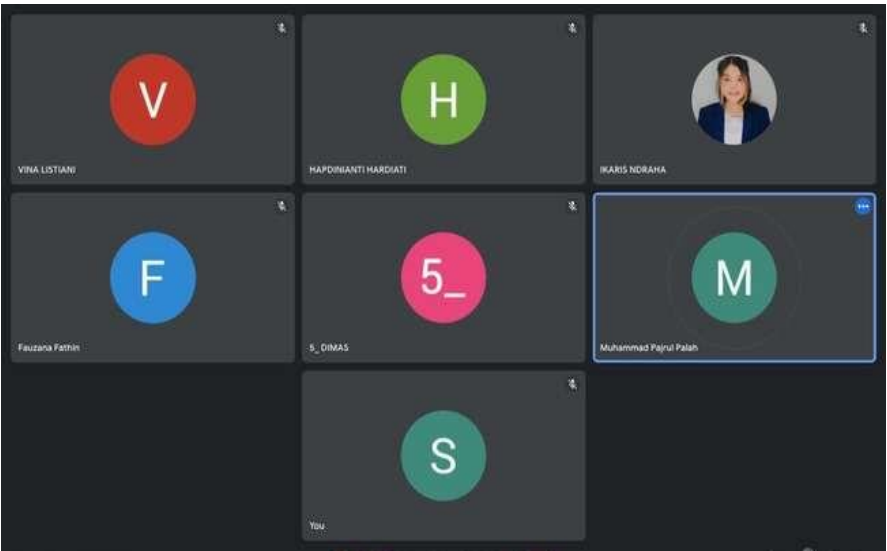 V
VINA LISTIANI
H
HAPDINIANTI HARDIATI
IKARIS NDRAHA
F
Fauzana Fathin
5_
5_ DIMAS
M
Muhammad Pajrul Palah
S
You